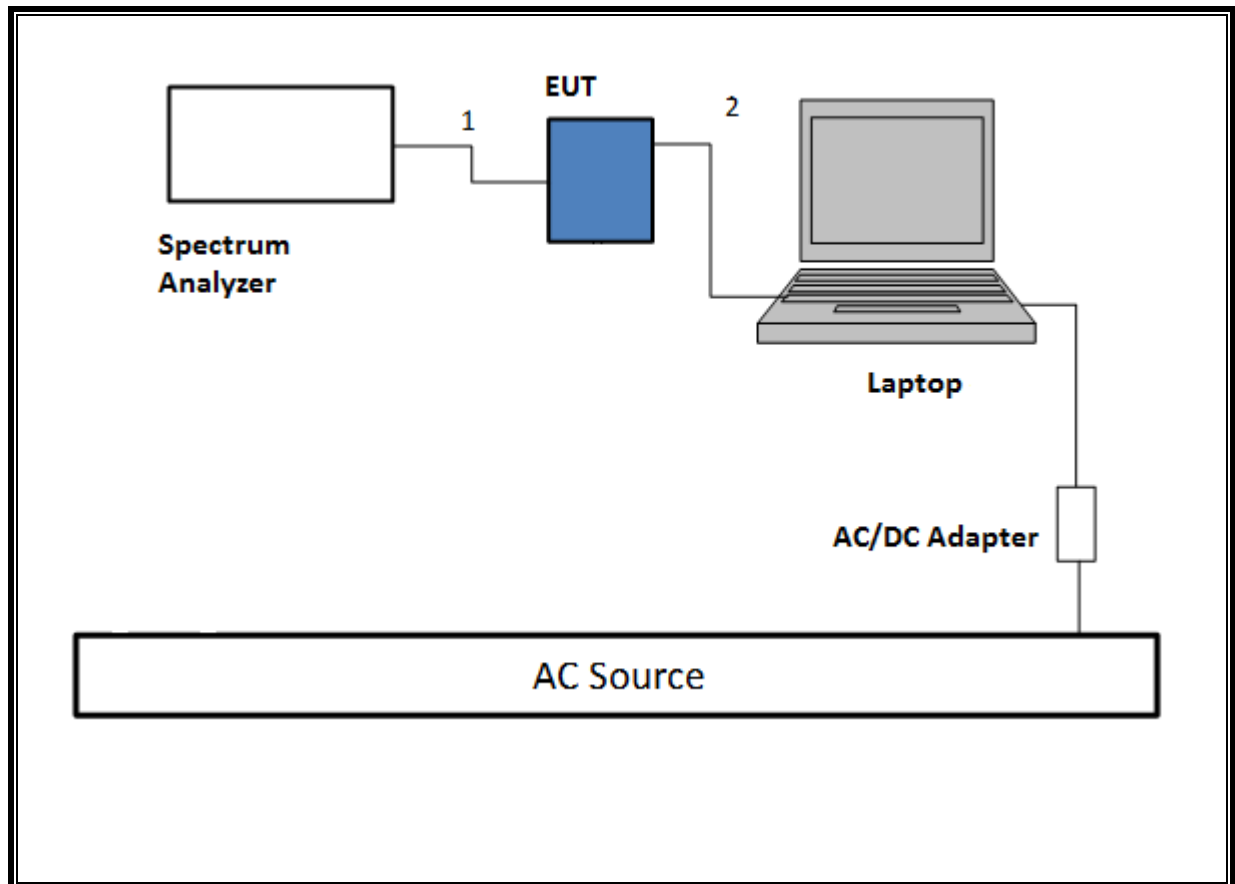 EUT
1
2
Spectrum
Analyzer
Laptop
AC/DC Adapter
AC Source